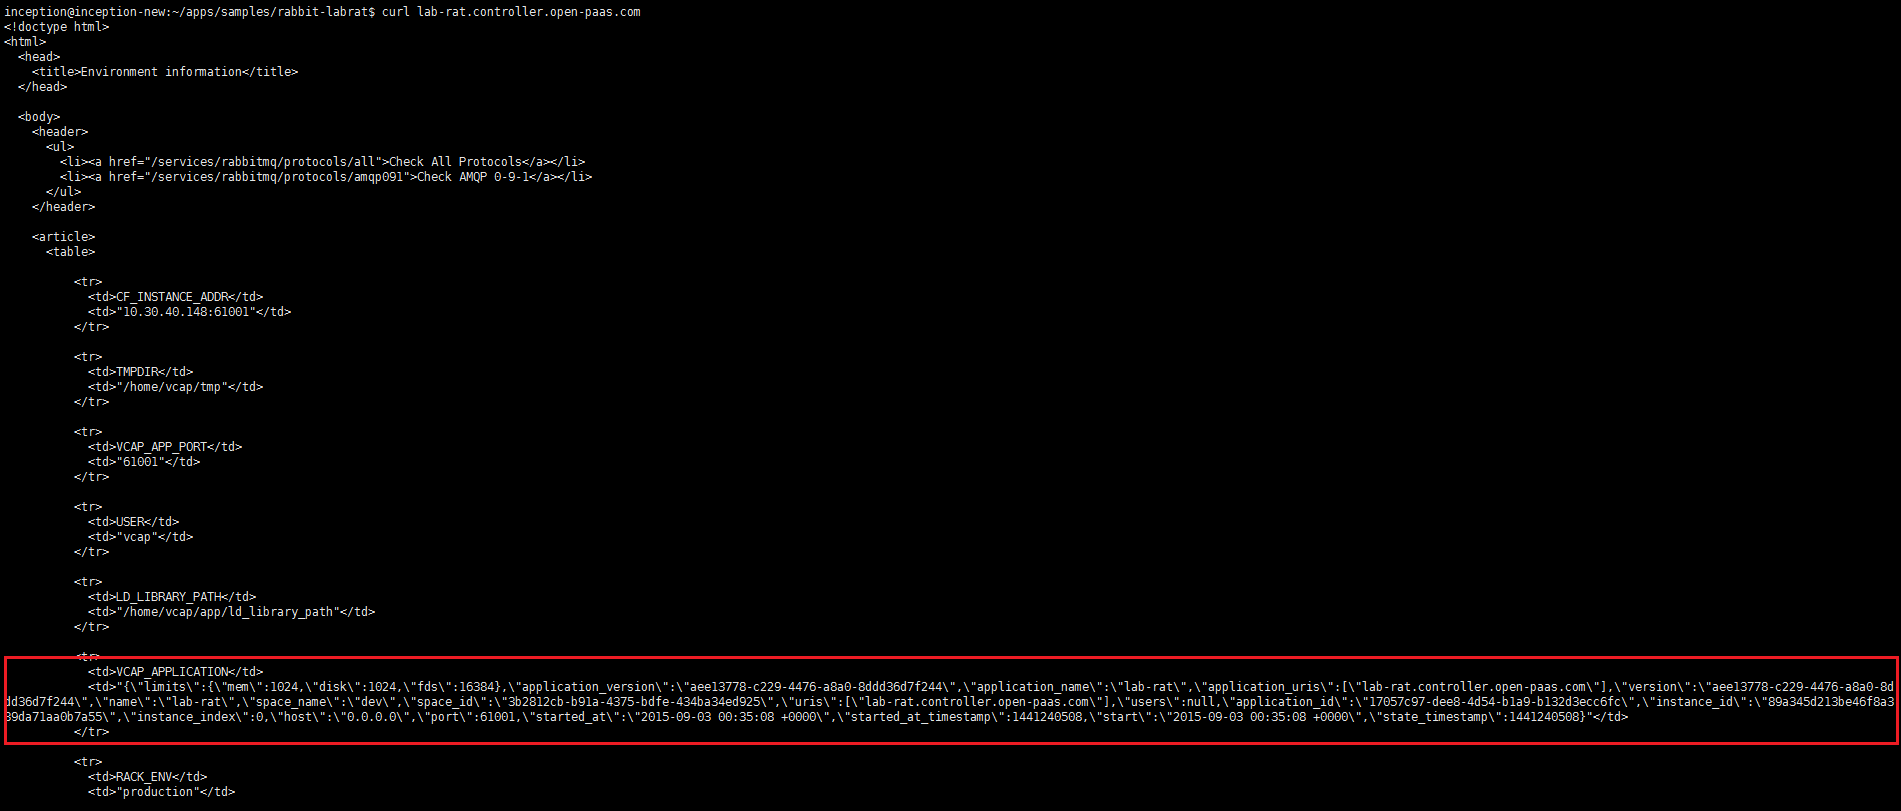 inception@inception-new:~/apps/samples/rabbit-labrat$ curl lab-rat.controller.open-paas.com
<!doctype html>
<html>
  <head>
    <title>Environment information</title>
  </head>

  <body>
    <header>
      <ul>
        <li><a href="/services/rabbitmq/protocols/all">Check All Protocols</a></li>
        <li><a href="/services/rabbitmq/protocols/amqp091">Check AMQP 0-9-1</a></li>
      </ul>
    </header>

    <article>
      <table>

          <tr>
            <td>CF_INSTANCE_ADDR</td>
            <td>"10.30.40.148:61001"</td>
          </tr>

          <tr>
            <td>TMPDIR</td>
            <td>"/home/vcap/tmp"</td>
          </tr>

          <tr>
            <td>VCAP_APP_PORT</td>
            <td>"61001"</td>
          </tr>

          <tr>
            <td>USER</td>
            <td>"vcap"</td>
          </tr>

          <tr>
            <td>LD_LIBRARY_PATH</td>
            <td>"/home/vcap/app/ld_library_path"</td>
          </tr>

          <tr>
            <td>VCAP_APPLICATION</td>
            <td>"{\"limits\":{\"mem\":1024,\"disk\":1024,\"fds\":16384},\"application_version\":\"aee13778-c229-4476-a8a0-8ddd36d7f244\",\"application_name\":\"lab-rat\",\"application_uris\":[\"lab-rat.controller.open-paas.com\"],\"version\":\"aee13778-c229-4476-a8a0-8d
dd36d7f244\",\"name\":\"lab-rat\",\"space_name\":\"dev\",\"space_id\":\"3b2812cb-b91a-4375-bdfe-434ba34ed925\",\"uris\":[\"lab-rat.controller.open-paas.com\"],\"users\":null,\"application_id\":\"17057c97-dee8-4d54-b1a9-b132d3ecc6fc\",\"instance_id\":\"89a345d213be46f8a3
39da71aa0b7a55\",\"instance_index\":0,\"host\":\"0.0.0.0\",\"port\":61001,\"started_at\":\"2015-09-03 00:35:08 +0000\",\"started_at_timestamp\":1441240508,\"start\":\"2015-09-03 00:35:08 +0000\",\"state_timestamp\":1441240508}"</td>
          </tr>

          <tr>
            <td>RACK_ENV</td>
            <td>"production"</td>